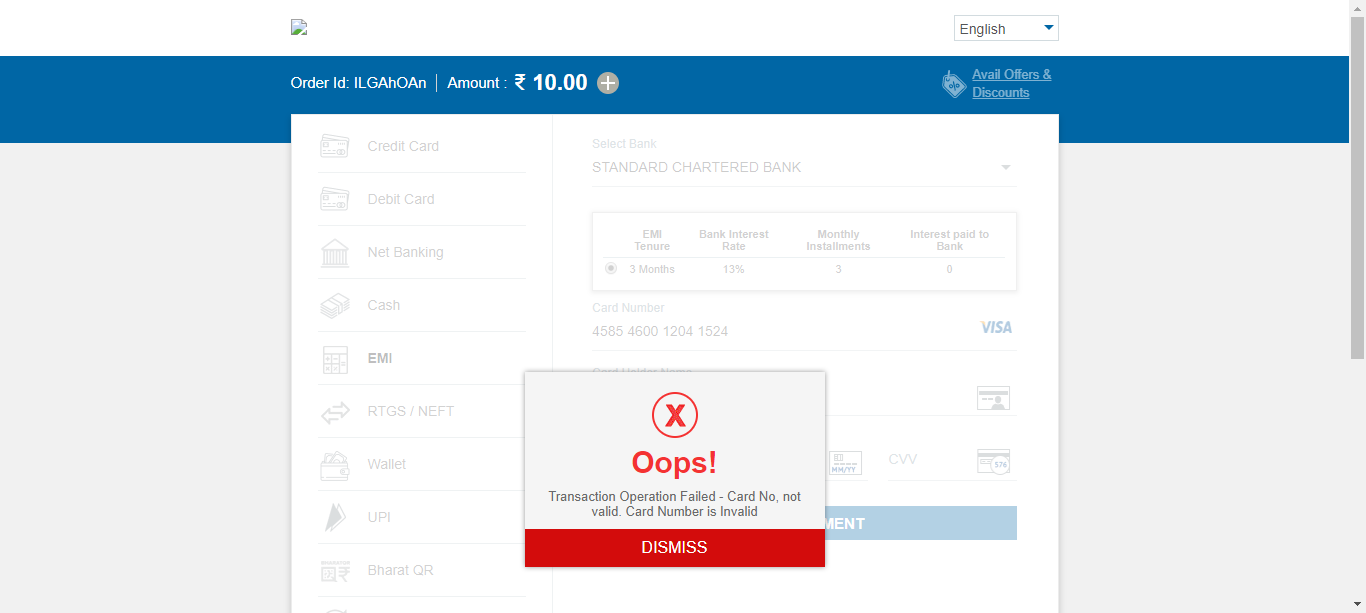 English
Order Id: ILGAhOAn | Amount : ₹ 10.00
Avail Offers &
Discounts
Credit Card
Debit Card
Net Banking
Cash
EMI
RTGS / NEFT
Wallet
UPI
Bharat QR
Select Bank
STANDARD CHARTERED BANK
EMI Tenure
Bank Interest Rate
Monthly Installments
Interest paid to Bank
3 Months 13% 3 0
Card Number
4585 4600 1204 1524
VISA
Card Holder Name
MM/YY
CVV
576
MENT
X
Oops!
Transaction Operation Failed - Card No, not
valid. Card Number is Invalid
DISMISS